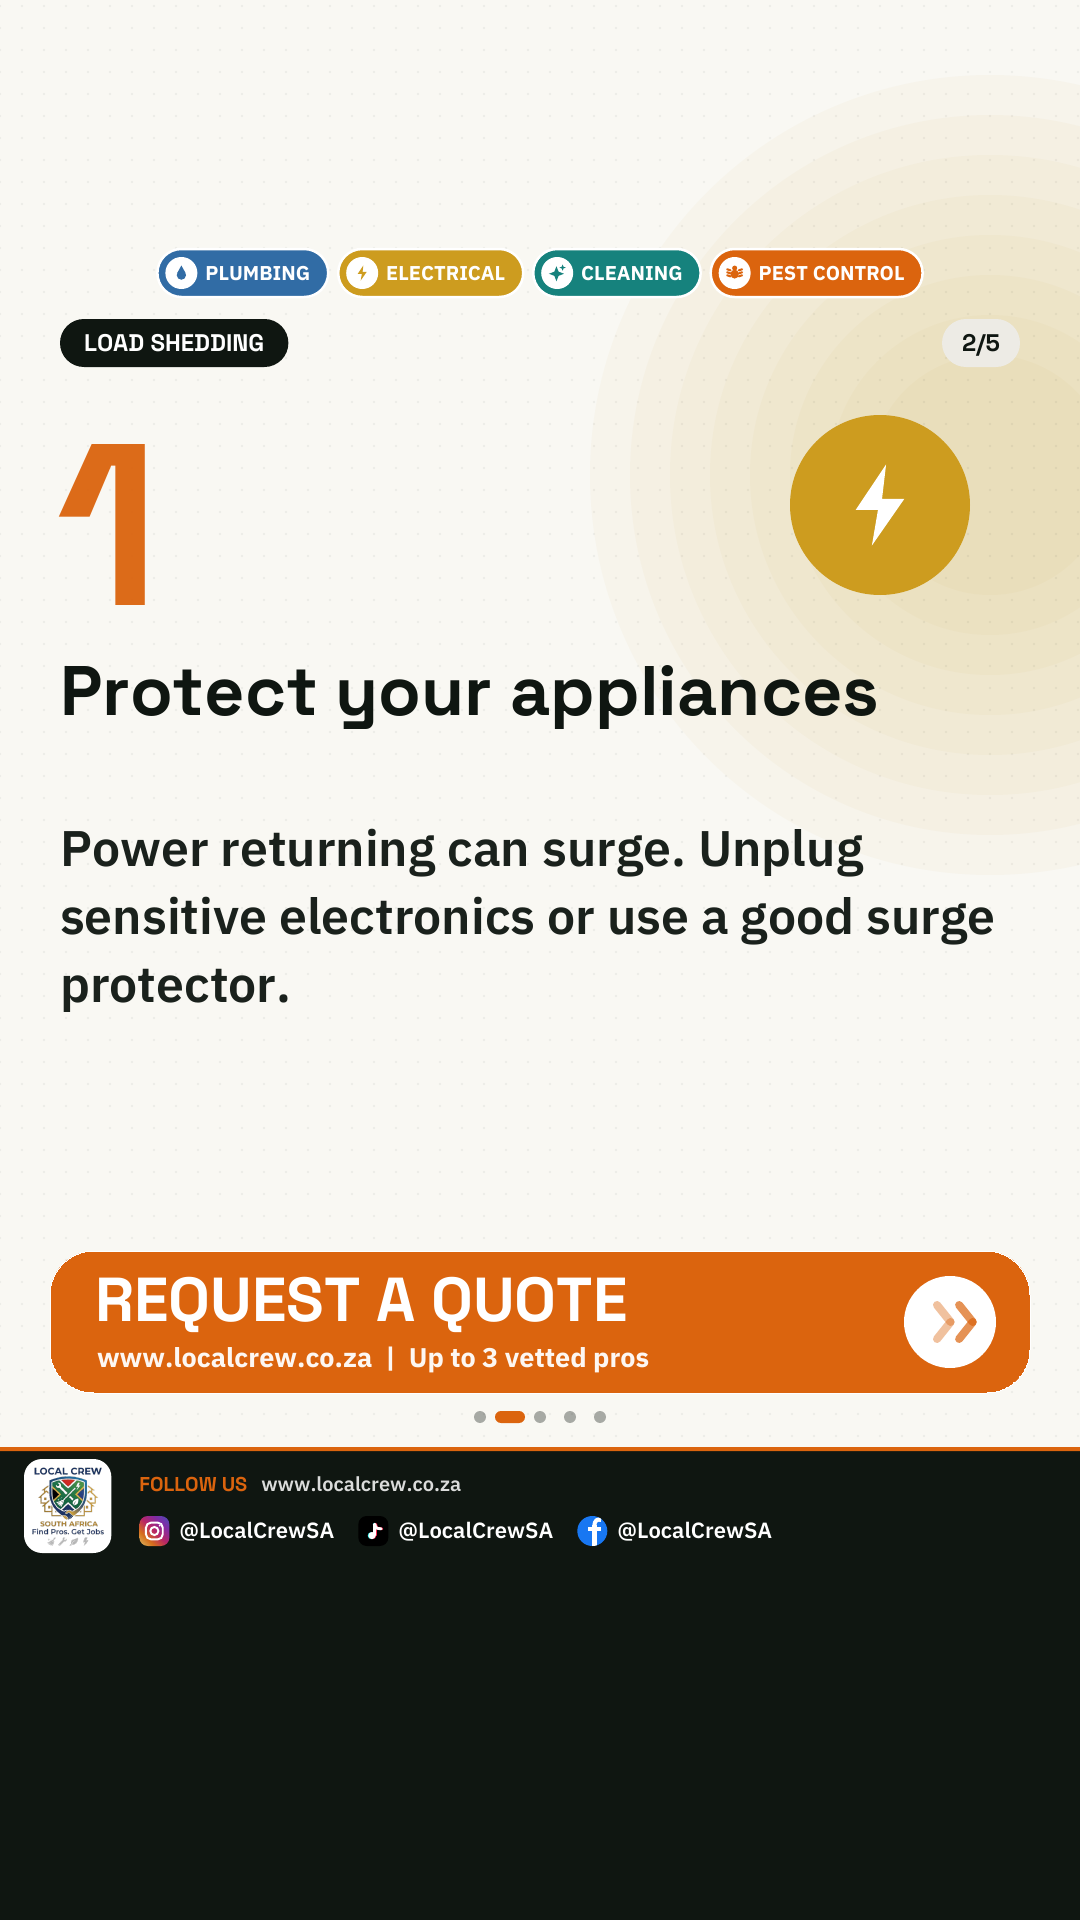 PLUMBING
ELECTRICAL
CLEANING
PEST CONTROL
LOAD SHEDDING
2/5
1
Protect your appliances
Power returning can surge. Unplug
sensitive electronics or use a good surge
protector.
REQUEST A QUOTE
www.localcrew.co.za | Up to 3 vetted pros
LOCAL CREW
SOUTH AFRICA
Find Pros. Get Jobs
FOLLOW US www.localcrew.co.za
@LocalCrewSA
@LocalCrewSA
@LocalCrewSA